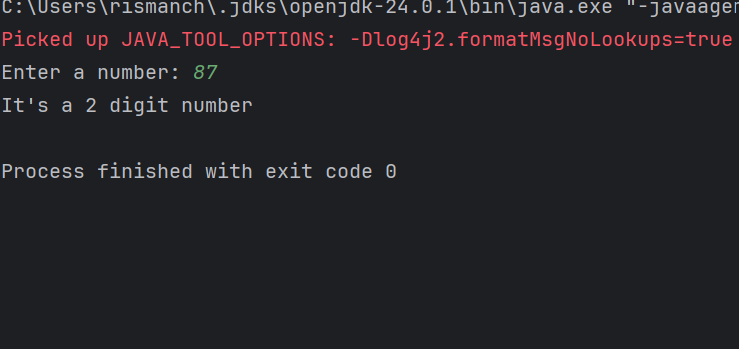 C:\Users\rismanch\.jdks\openjdk-24.0.1\bin\java.exe "-javaagen
Picked up JAVA_TOOL_OPTIONS: -Dlog4j2.formatMsgNoLookups=true
Enter a number: 87
It's a 2 digit number
Process finished with exit code 0